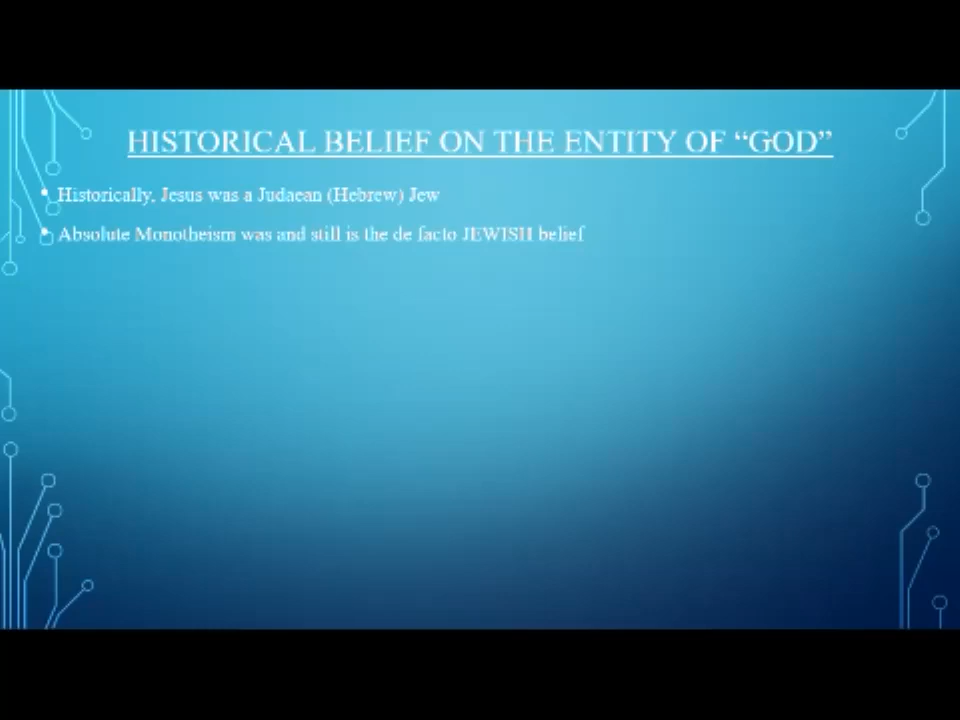 HISTORICAL BELIEF ON THE ENTITY OF “GOD”
• Historically, Jesus was a Judaean (Hebrew) Jew
• Absolute Monotheism was and still is the de facto JEWISH belief